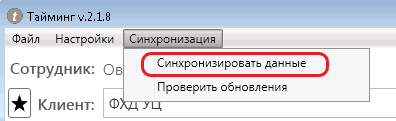 Тайминг v.2.1.8
Файл Настройки Синхронизация
Синхронизировать данные
Сотрудник: Ов
Проверить обновления
Клиент: ФХД УЦ